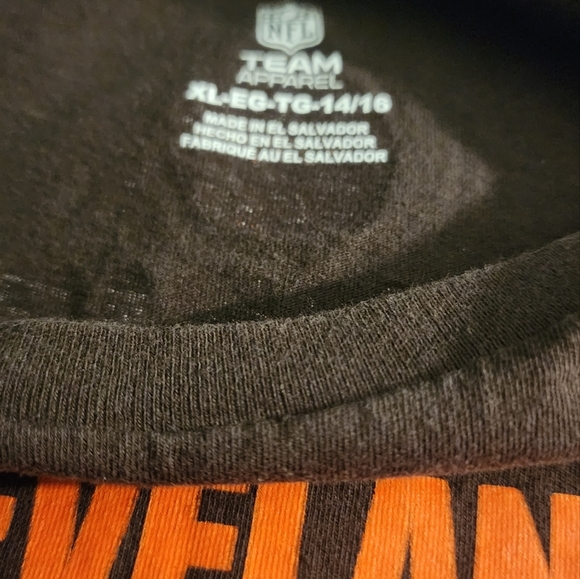 NFL
TEAM
APPAREL
XL-EG-TG-14/16
MADE IN EL SALVADOR
HECHO EN EL SALVADOR
FABRIQUE AU EL SALVADOR
EVELAN